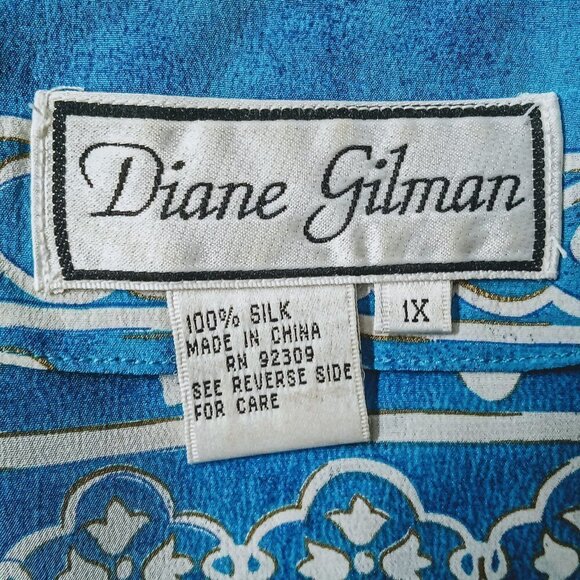 Diane Gilman
100% SILK
MADE IN CHINA
RN 92309
SEE REVERSE SIDE
FOR CARE
1X